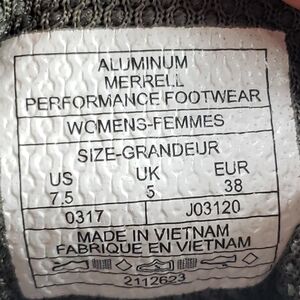 ALUMINUM
MERRELL
PERFORMANCE FOOTWEAR
WOMENS-FEMMES
SIZE-GRANDEUR
US UK EUR
7.5 5 38
0317 J03120
MADE IN VIETNAM
FABRIQUE EN VIETNAM
2112623